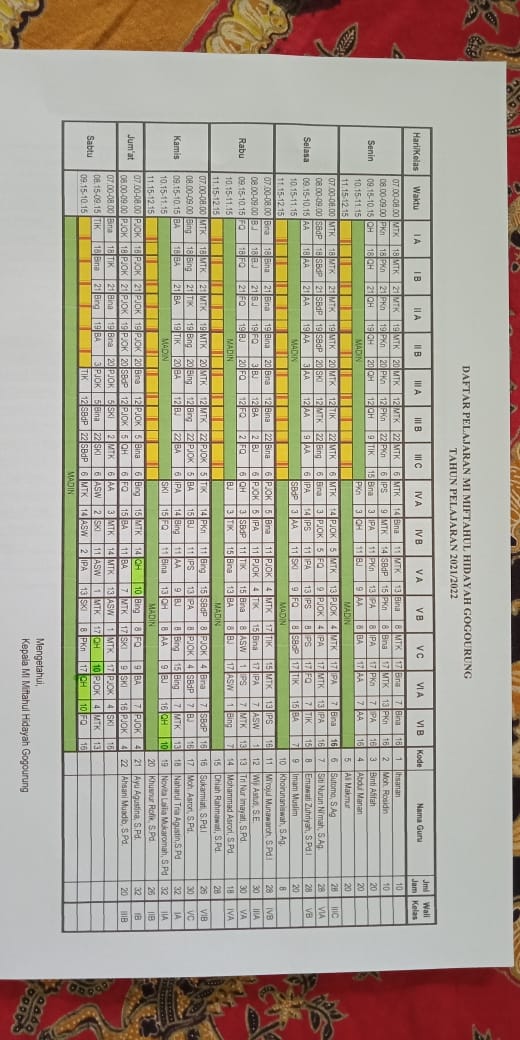 DAFTAR PELAJARAN MI MIFTAHUL HIDAYAH GOGOURUNG
TAHUN PELAJARAN 2021/2022
Hari/Kelas Waktu I A I B II A II B III A III B III C IV A IV B V A V B V C VI A VI B Kode Nama Guru Jml Jam Wali Kelas
Senin
07.00-08.00 MTK 18 MTK 21 MTK 19 MTK 20 MTK 12 MTK 22 MTK 6 MTK 14 Bina 11 MTK 13 Bina 8 MTK 17 Bina 7 Bina 16 1 Ihsanan 10
08.00-09.00 PKn 18 PKn 21 PKn 19 PKn 20 PKn 12 PKn 22 PKn 6 IPS 9 MTK 14 SBdP 15 PKn 8 Bina 17 MTK 13 PKn 16 2 Moh. Rosidin 10
09.15-10.15 QH 18 QH 21 QH 19 QH 20 QH 12 QH 9 TIK 15 Bina 3 IPA 11 PKn 13 IPA 8 IPA 17 PKn 7 IPA 16 3 Binti Afifah 20
10.15-11.15 MADIN PKn 3 QH 11 BJ 9 AA 8 BA 17 AA 7 AA 16 4 Abdul Manan 20
11.15-12.15 MADIN 5 Ali Makmur 20
Selasa
07.00-08.00 MTK 18 MTK 21 MTK 19 MTK 20 MTK 12 TIK 22 MTK 6 MTK 14 PJOK 5 MTK 13 PJOK 4 MTK 17 IPA 7 Bina 16 6 Sutomo, S.Ag 28 IIIC
08.00-09.00 SBdP 18 SBdP 21 SBdP 19 SBdP 20 SKI 12 MTK 22 Bing 6 Bina 3 PJOK 5 FQ 9 PJOK 4 IPA 17 MTK 13 IPA 16 7 Siti Nurun Ni'mah, S.Ag. 28 VIA
09.15-10.15 AA 18 AA 21 AA 19 AA 3 AA 12 AA 9 AA 6 IPA 14 IPS 11 IPA 13 IPS 8 IPS 17 FQ 7 TIK 15 8 Ernawati Zuhriyah, S.Pd.I 28 VB
10.15-11.15 MADIN SBdP 3 AA 11 SKI 9 FQ 8 SBdP 17 TIK 15 BA 7 9 Imam Muslim 20
11.15-12.15 MADIN 10 Khoirunaniswah, S.Ag. 8
Rabu
07.00-08.00 Bina 18 Bina 21 Bina 19 Bina 20 Bina 12 Bina 22 Bina 6 PJOK 5 Bina 11 PJOK 4 MTK 17 TIK 15 MTK 13 IPS 16 11 Mi'rojul Munawaroh, S.Pd.I 28 IVB
08.00-09.00 BJ 18 BJ 21 BJ 19 FQ 3 BJ 12 BA 2 BJ 6 PJOK 5 IPA 11 PJOK 4 TIK 15 Bina 17 IPA 7 ASW 1 12 Wiji Astuti, S.E. 30 IIIA
09.15-10.15 FQ 18 FQ 21 FQ 19 BJ 20 FQ 12 FQ 2 FQ 6 QH 3 SBdP 11 TIK 15 Bina 8 ASW 1 IPS 7 MTK 13 13 Tri Nur Imayati, S.Pd. 30 VA
10.15-11.15 MADIN BJ 3 TIK 15 Bina 13 BA 8 BJ 17 ASW 1 Bing 7 14 Mohammad Asrori, S.Pd. 18 IVA
11.15-12.15 MADIN 15 Dhiah Rahmawati, S.Pd. 28
Kamis
07.00-08.00 MTK 18 MTK 21 MTK 19 MTK 20 MTK 12 MTK 22 PJOK 5 TIK 14 PKn 11 Bing 15 SBdP 8 PJOK 4 Bina 7 SBdP 16 16 Sukarmiati, S.Pd.I 26 VIB
08.00-09.00 Bing 18 Bing 21 TIK 19 Bing 20 Bing 12 Bing 22 PJOK 5 BA 15 BJ 11 IPS 13 IPA 8 PJOK 4 SBdP 7 BJ 16 17 Moh. Asrori, S.Pd. 30 VC
09.15-10.15 BA 18 BA 21 BA 19 TIK 20 BA 12 BJ 22 BA 6 IPA 14 Bing 11 AA 9 BJ 8 Bing 15 Bing 7 MTK 13 18 Naharul Tria Agustin,S.Pd 32 IA
10.15-11.15 MADIN SKI 15 FQ 11 Bina 13 QH 8 AA 9 BJ 16 QH 10 19 Novita Lailia Mukaromah, S.Pd 32 IIA
11.15-12.15 MADIN 20 Khusnur Rofik, S.Pd. 26 IIB
Jum'at
07.00-08.00 PJOK 18 PJOK 21 PJOK 19 PJOK 20 Bina 12 PJOK 5 Bina 6 Bing 15 MTK 14 QH 10 Bing 8 FQ 9 BA 7 PJOK 4 21 Ayu Agustina, S.Pd. 32 IB
08.00-09.00 PJOK 18 PJOK 21 PJOK 19 PJOK 20 SBdP 12 PJOK 5 QH 6 FQ 15 BA 11 BA 7 MTK 17 SKI 9 SKI 16 PJOK 4 22 Ahsani Muadib, S.Pd. 20 IIIB
Sabtu
07.00-08.00 Bina 18 TIK 21 Bina 19 Bina 20 PJOK 5 SKI 2 MTK 6 AA 3 MTK 14 MTK 13 ASW 1 MTK 17 PJOK 4 SKI 16
08.15-09.15 TIK 18 Bina 21 Bing 19 BA 3 PJOK 5 Bina 22 SKI 6 ASW 2 SKI 11 ASW 1 MTK 17 QH 10 PJOK 4 MTK 13
09.15-10.15 TIK 12 SBdP 22 SBdP 6 MTK 14 ASW 2 IPA 13 SKI 8 PKn 17 QH 10 FQ 16
MADIN
Mengetahui,
Kepala MI Miftahul Hidayah Gogourung